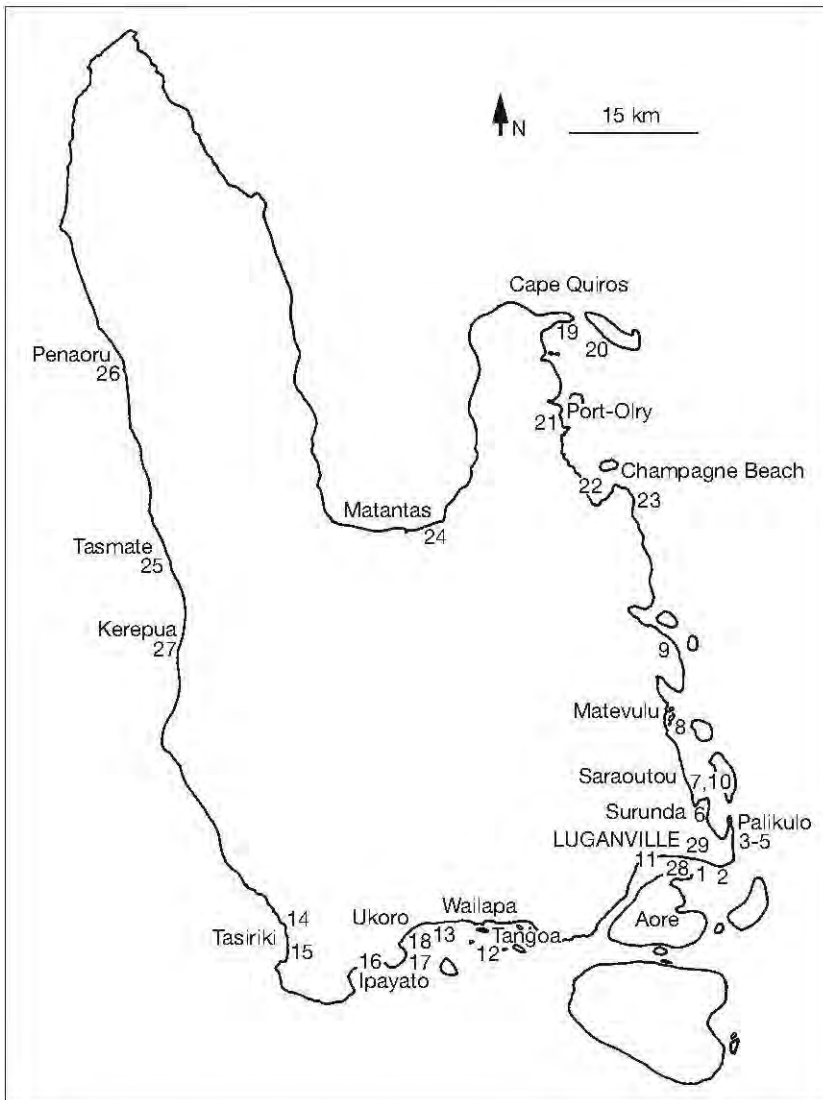 15 km
N
Cape Quiros
19
20
Penaoru
26
21
Port-Olry
Champagne Beach
22
23
Matantas
24
Tasmate
25
Kerepua
27
9
Matevulu
8
Saraoutou
7,10
Surunda
6
Palikulo
3-5
LUGANVILLE
29
11
28
1
2
Aore
Wailapa
Ukoro
14
Tasiriki
15
18
13
Tangoa
12
16
17
Ipayato